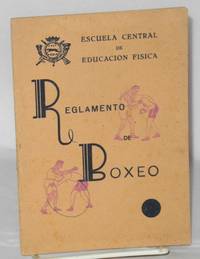 ESCUELA CENTRAL
DE
EDUCACION FISICA
REGLAMENTO
DE
BOXEO